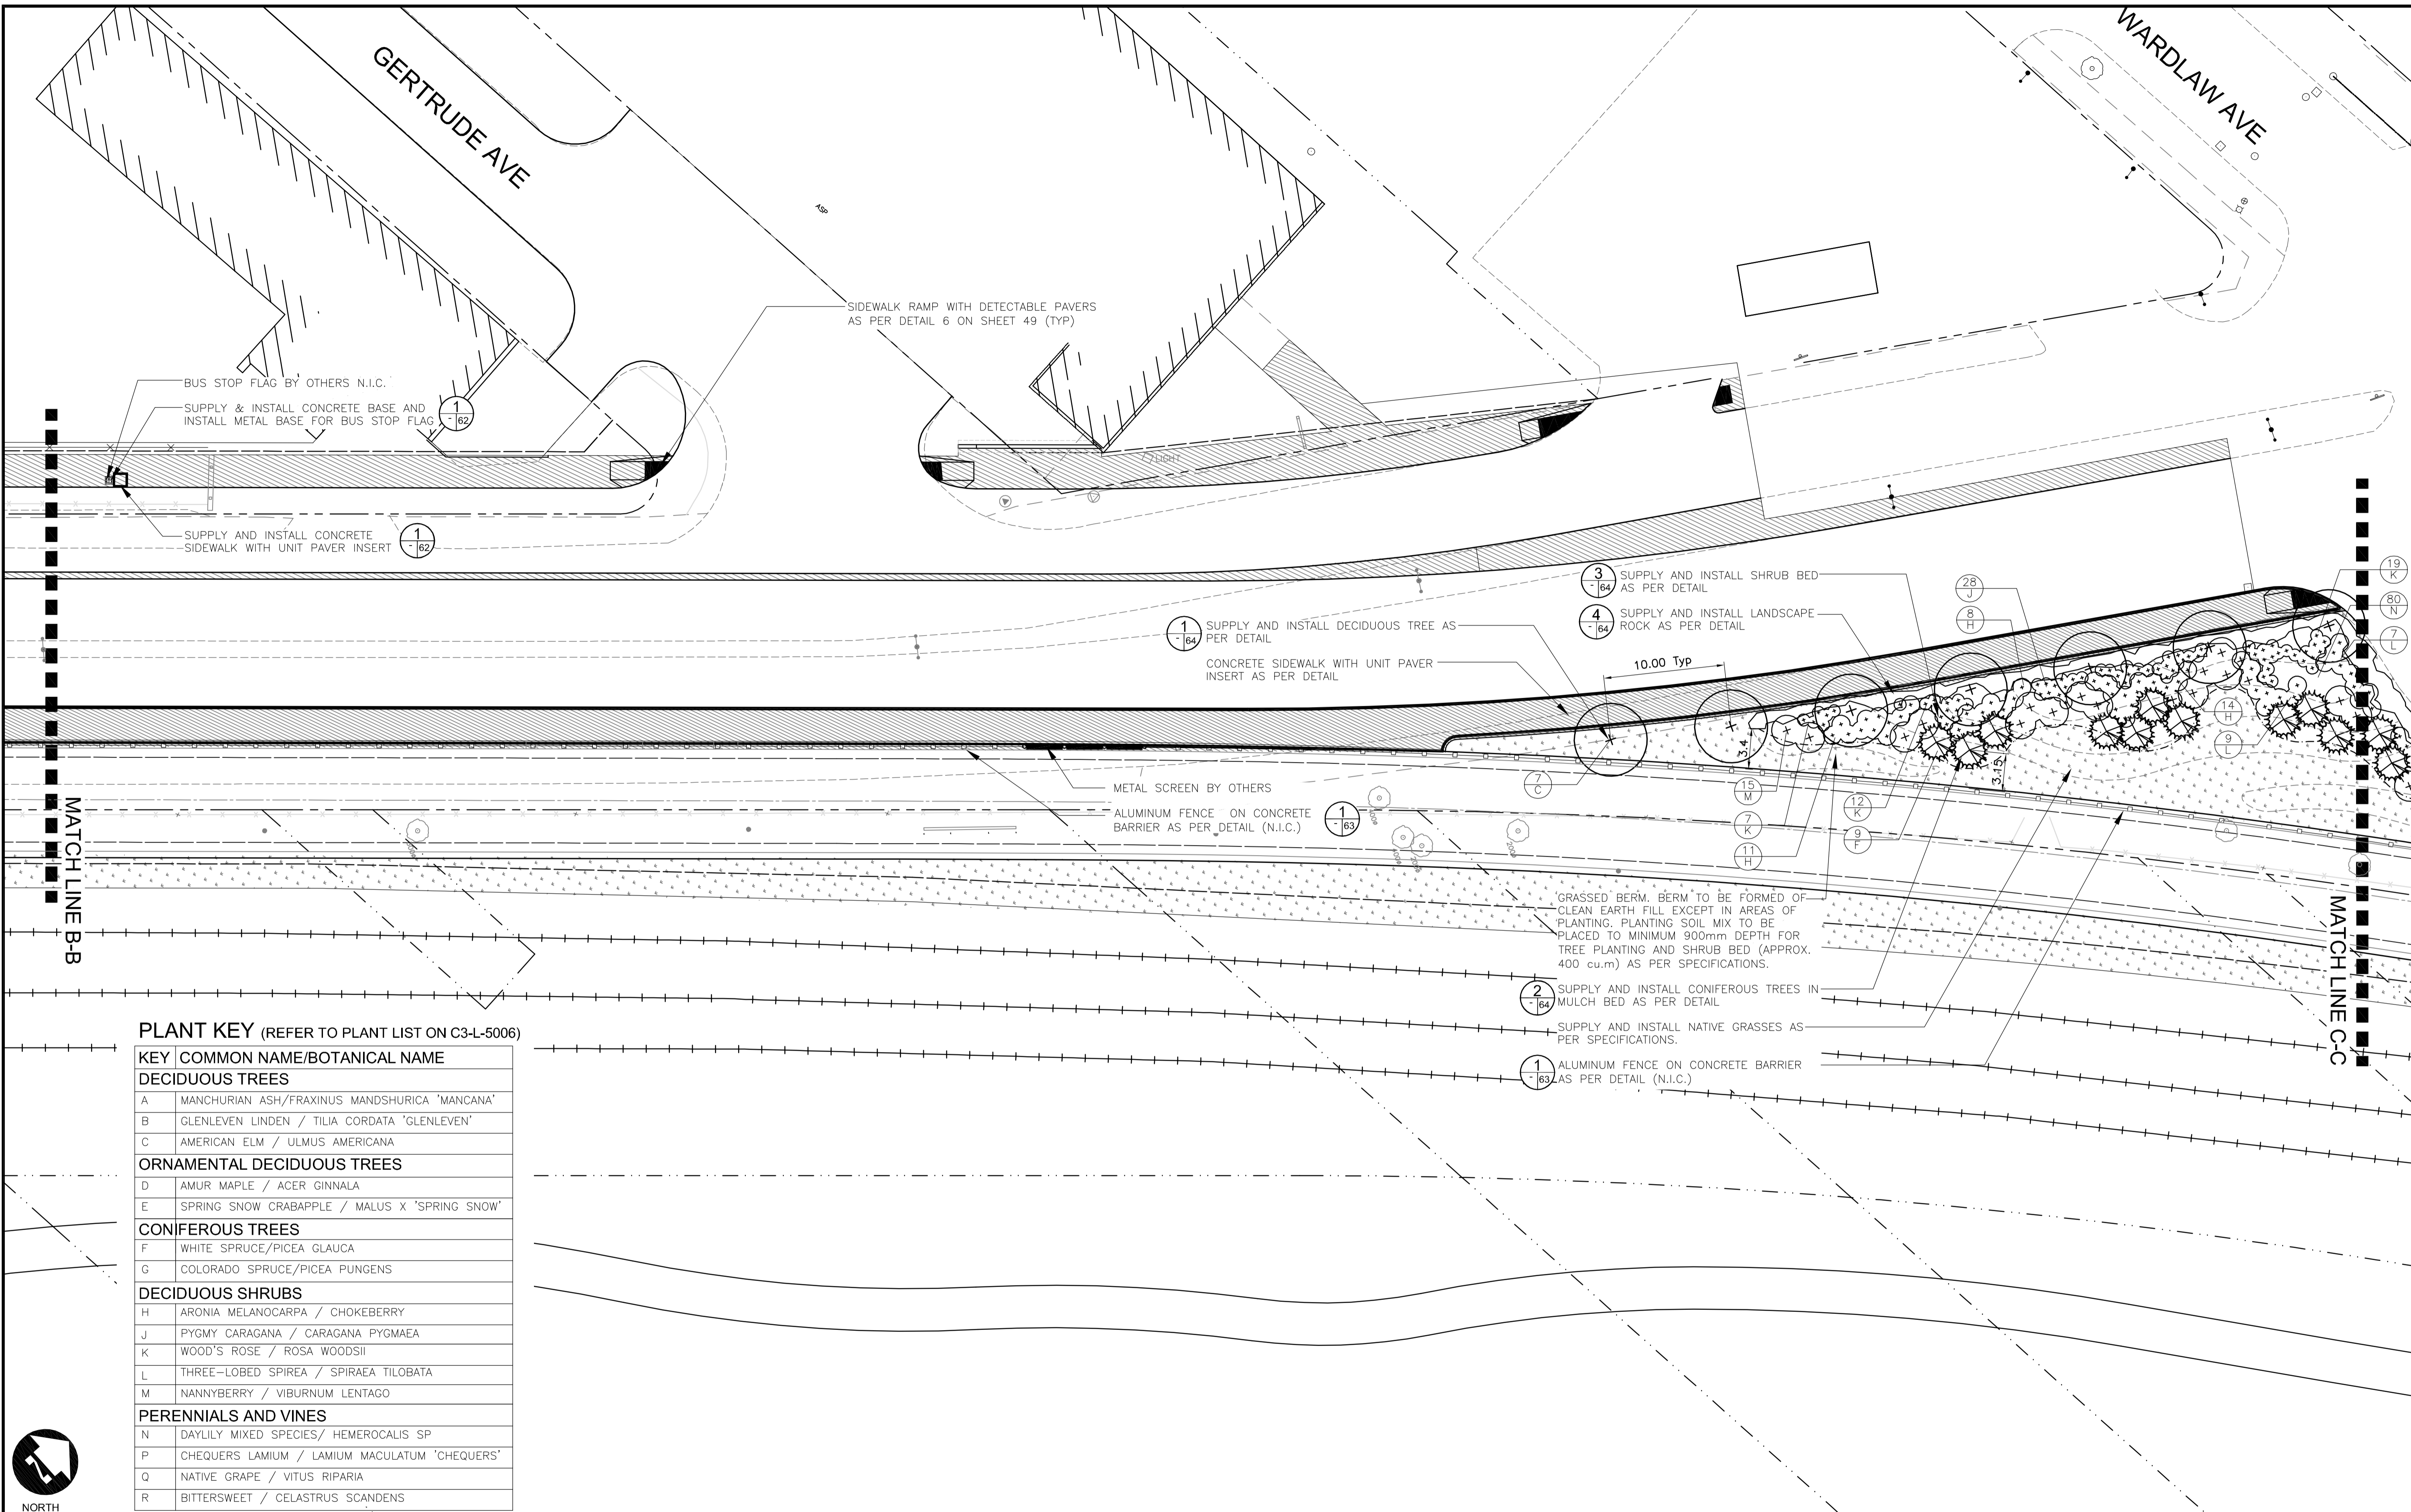 GERTRUDE AVE
WARDLAW AVE
ASP
SIDEWALK RAMP WITH DETECTABLE PAVERS
AS PER DETAIL 6 ON SHEET 49 (TYP)
BUS STOP FLAG BY OTHERS N.I.C.
SUPPLY & INSTALL CONCRETE BASE AND
INSTALL METAL BASE FOR BUS STOP FLAG
1
- 62
LIGHT
SUPPLY AND INSTALL CONCRETE
SIDEWALK WITH UNIT PAVER INSERT
1
- 62
3
- 64
SUPPLY AND INSTALL SHRUB BED
AS PER DETAIL
4
- 64
SUPPLY AND INSTALL LANDSCAPE
ROCK AS PER DETAIL
1
- 64
SUPPLY AND INSTALL DECIDUOUS TREE AS
PER DETAIL
CONCRETE SIDEWALK WITH UNIT PAVER
INSERT AS PER DETAIL
10.00 Typ
28
J
8
H
19
K
80
N
7
L
14
H
9
L
3.4
3.15
7
C
15
M
7
K
11
H
12
K
9
F
METAL SCREEN BY OTHERS
ALUMINUM FENCE ON CONCRETE
BARRIER AS PER DETAIL (N.I.C.)
1
- 63
MATCH LINE B-B
MATCH LINE C-C
GRASSED BERM. BERM TO BE FORMED OF
CLEAN EARTH FILL EXCEPT IN AREAS OF
PLANTING. PLANTING SOIL MIX TO BE
PLACED TO MINIMUM 900mm DEPTH FOR
TREE PLANTING AND SHRUB BED (APPROX.
400 cu.m) AS PER SPECIFICATIONS.
2
- 64
SUPPLY AND INSTALL CONIFEROUS TREES IN
MULCH BED AS PER DETAIL
SUPPLY AND INSTALL NATIVE GRASSES AS
PER SPECIFICATIONS.
1
- 63
ALUMINUM FENCE ON CONCRETE BARRIER
AS PER DETAIL (N.I.C.)
PLANT KEY (REFER TO PLANT LIST ON C3-L-5006)
KEY COMMON NAME/BOTANICAL NAME
DECIDUOUS TREES
A MANCHURIAN ASH/FRAXINUS MANDSHURICA 'MANCANA'
B GLENLEVEN LINDEN / TILIA CORDATA 'GLENLEVEN'
C AMERICAN ELM / ULMUS AMERICANA
ORNAMENTAL DECIDUOUS TREES
D AMUR MAPLE / ACER GINNALA
E SPRING SNOW CRABAPPLE / MALUS X 'SPRING SNOW'
CONIFEROUS TREES
F WHITE SPRUCE/PICEA GLAUCA
G COLORADO SPRUCE/PICEA PUNGENS
DECIDUOUS SHRUBS
H ARONIA MELANOCARPA / CHOKEBERRY
J PYGMY CARAGANA / CARAGANA PYGMAEA
K WOOD'S ROSE / ROSA WOODSII
L THREE-LOBED SPIREA / SPIRAEA TILOBATA
M NANNYBERRY / VIBURNUM LENTAGO
PERENNIALS AND VINES
N DAYLILY MIXED SPECIES/ HEMEROCALIS SP
P CHEQUERS LAMIUM / LAMIUM MACULATUM 'CHEQUERS'
Q NATIVE GRAPE / VITUS RIPARIA
R BITTERSWEET / CELASTRUS SCANDENS
NORTH